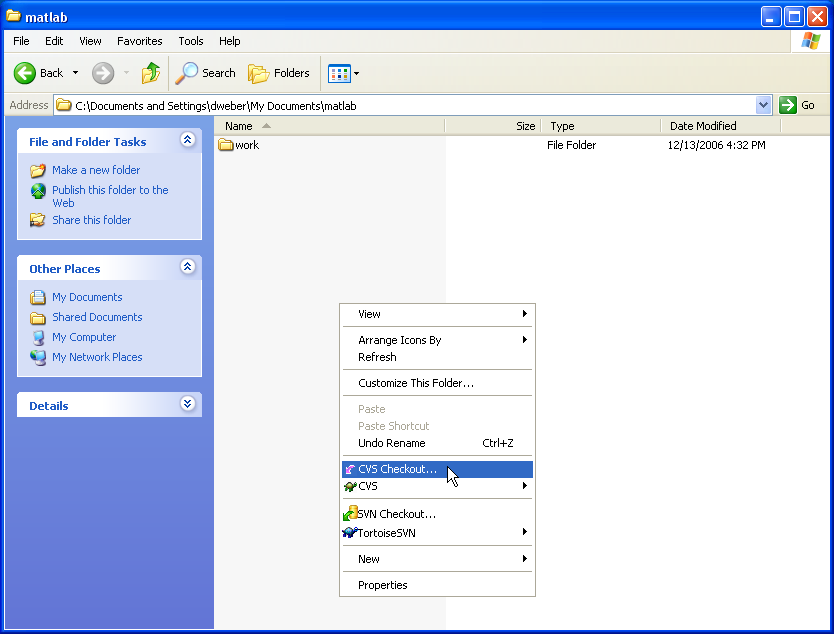 matlab
File Edit View Favorites Tools Help
Back Search Folders
Address C:\Documents and Settings\dweber\My Documents\matlab Go
File and Folder Tasks
Make a new folder
Publish this folder to the
Web
Share this folder
Other Places
My Documents
Shared Documents
My Computer
My Network Places
Details
Name Size Type Date Modified
work File Folder 12/13/2006 4:32 PM
View
Arrange Icons By
Refresh
Customize This Folder...
Paste
Paste Shortcut
Undo Rename Ctrl+Z
CVS Checkout...
CVS
SVN Checkout...
TortoiseSVN
New
Properties